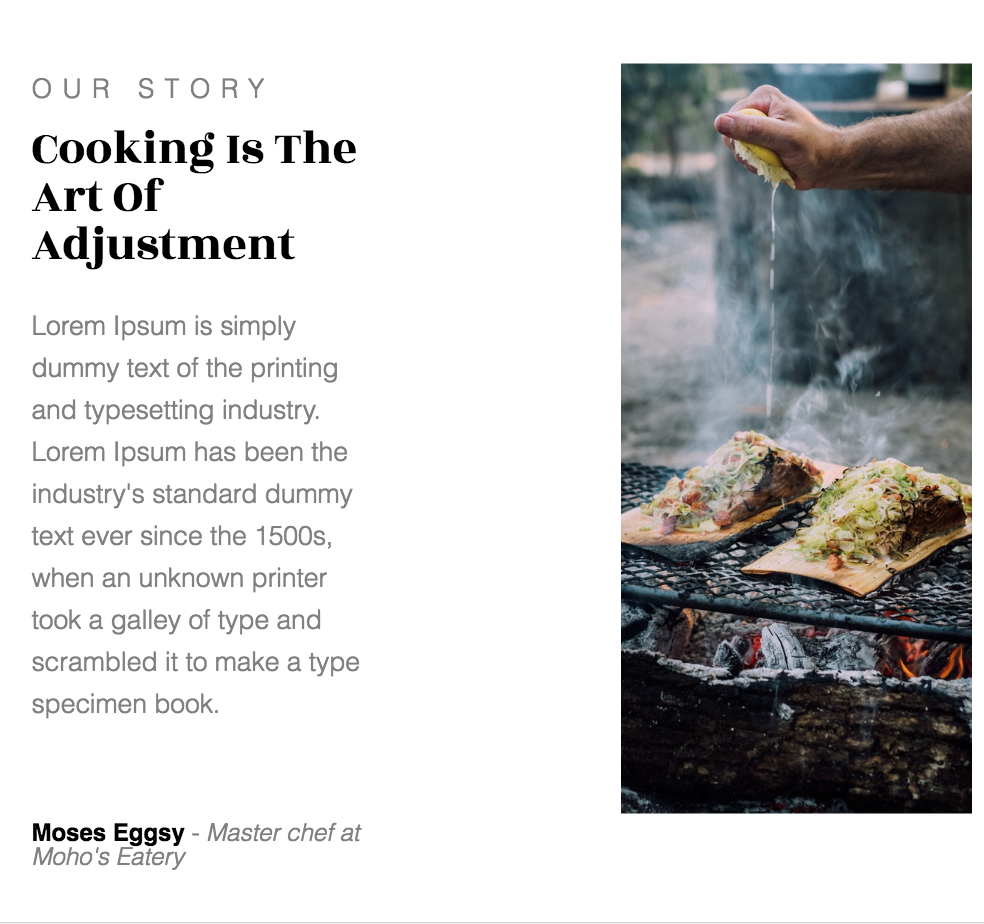 OUR STORY
Cooking Is The
Art Of
Adjustment
Lorem Ipsum is simply
dummy text of the printing
and typesetting industry.
Lorem Ipsum has been the
industry's standard dummy
text ever since the 1500s,
when an unknown printer
took a galley of type and
scrambled it to make a type
specimen book.
Moses Eggsy - Master chef at
Moho's Eatery